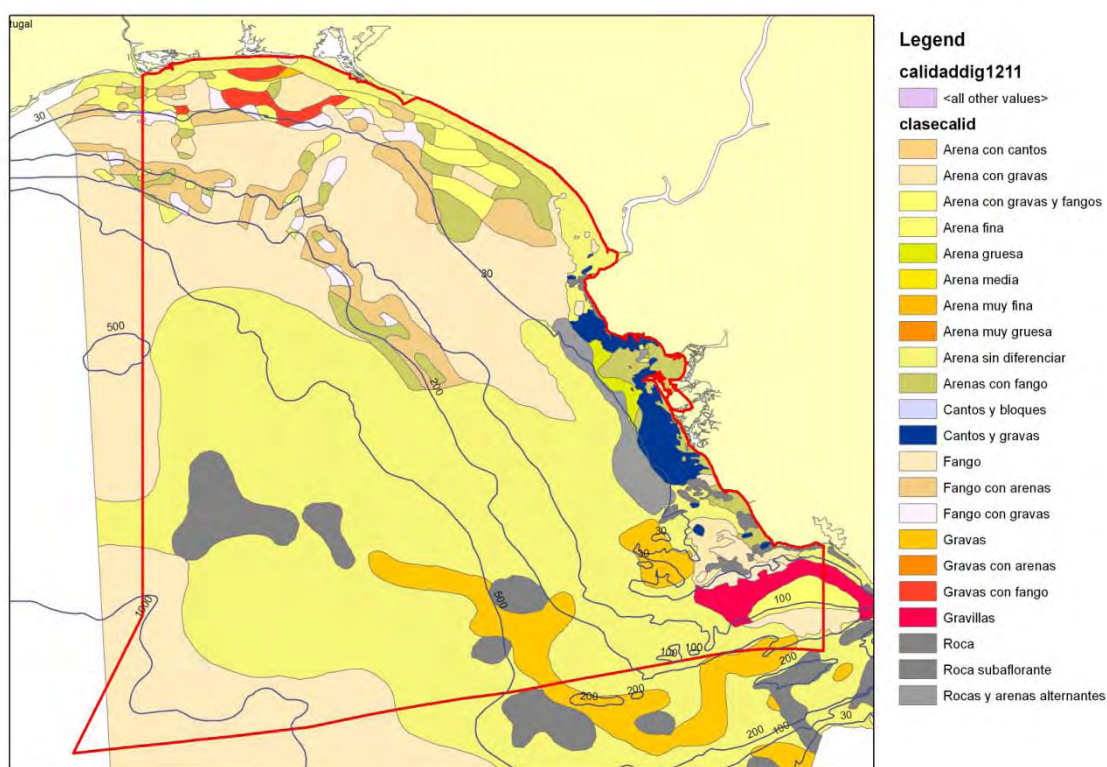 tugal
30
500
30
200
30
30
1000
500
100
100
100
200
200
200
200
100
30
Legend
calidaddig1211
<all other values>
clasecalid
Arena con cantos
Arena con gravas
Arena con gravas y fangos
Arena fina
Arena gruesa
Arena media
Arena muy fina
Arena muy gruesa
Arena sin diferenciar
Arenas con fango
Cantos y bloques
Cantos y gravas
Fango
Fango con arenas
Fango con gravas
Gravas
Gravas con arenas
Gravas con fango
Gravillas
Roca
Roca subaflorante
Rocas y arenas alternantes